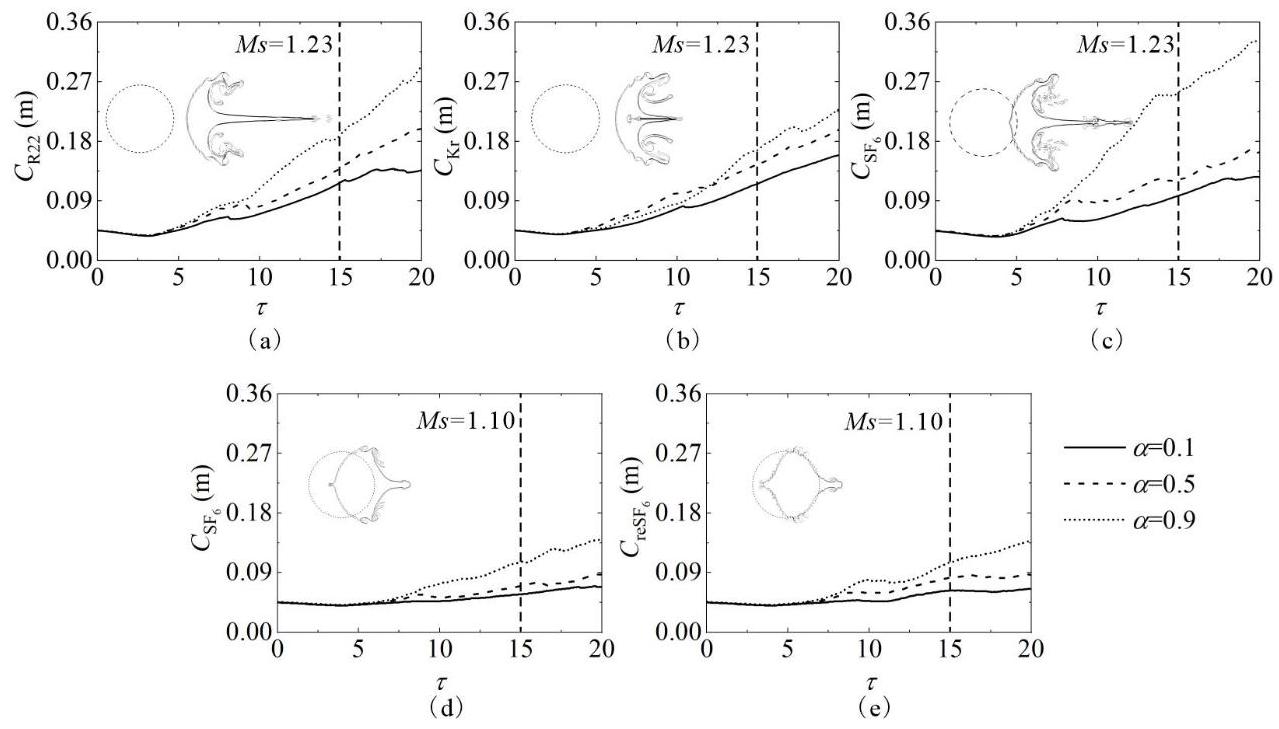 0.36
0.27
0.18
0.09
0.00
C_R22 (m)
Ms=1.23
0 5 10 15 20
τ
（a）
0.36
0.27
0.18
0.09
0.00
C_Kr (m)
Ms=1.23
0 5 10 15 20
τ
（b）
0.36
0.27
0.18
0.09
0.00
C_SF₆ (m)
Ms=1.23
0 5 10 15 20
τ
（c）
0.36
0.27
0.18
0.09
0.00
C_SF₆ (m)
Ms=1.10
0 5 10 15 20
τ
（d）
0.36
0.27
0.18
0.09
0.00
C_reSF₆ (m)
Ms=1.10
0 5 10 15 20
τ
（e）
α=0.1
α=0.5
α=0.9